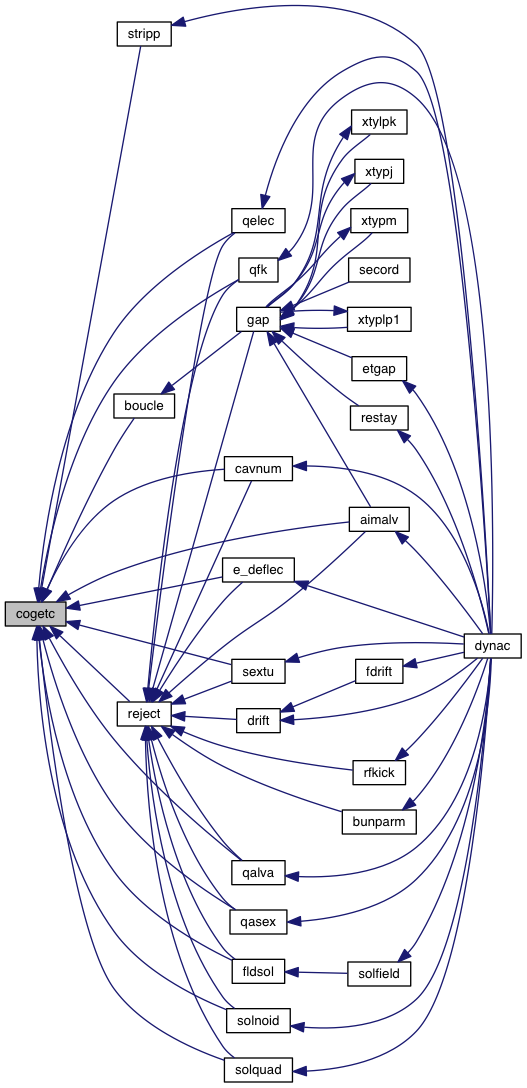 stripp
xtylpk
xtypj
qelec
xtypm
qfk
secord
gap
xtyplp1
etgap
boucle
restay
cavnum
aimalv
e_deflec
cogetc
dynac
sextu
fdrift
reject
drift
rfkick
bunparm
qalva
qasex
fldsol
solfield
solnoid
solquad